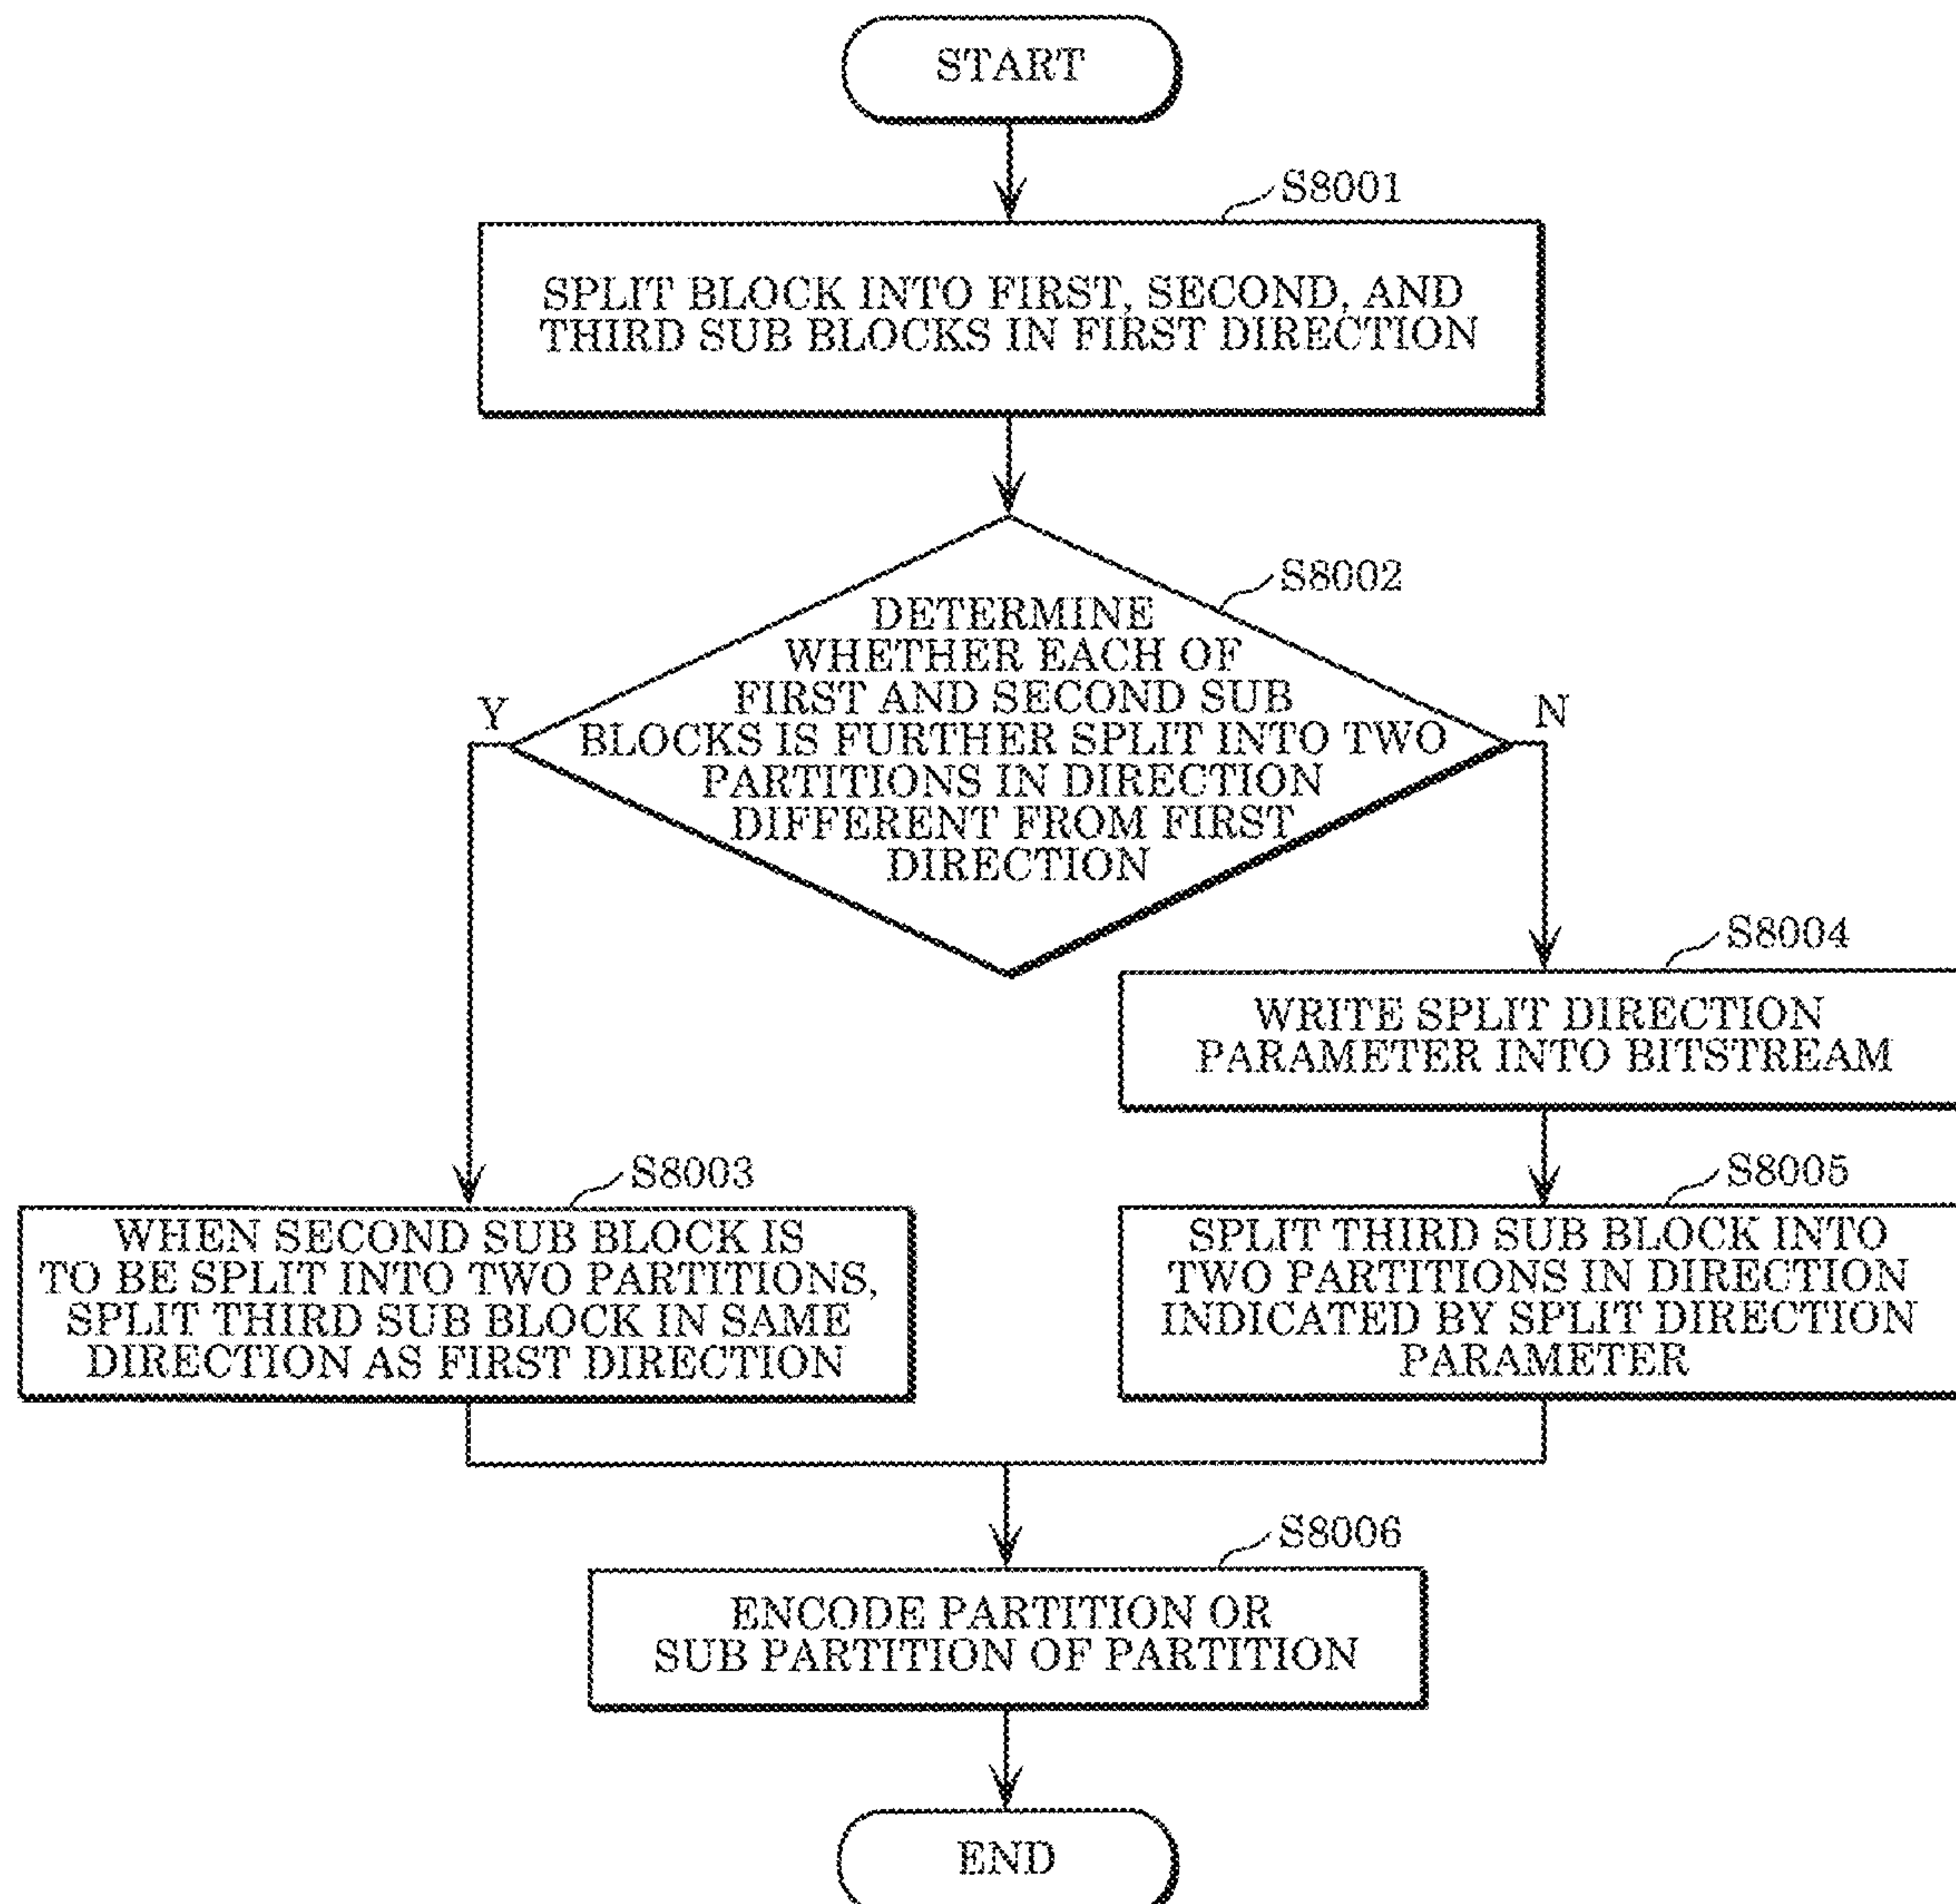 START
S8001
SPLIT BLOCK INTO FIRST, SECOND, AND
THIRD SUB BLOCKS IN FIRST DIRECTION
S8002
DETERMINE
WHETHER EACH OF
FIRST AND SECOND SUB
BLOCKS IS FURTHER SPLIT INTO TWO
PARTITIONS IN DIRECTION
DIFFERENT FROM FIRST
DIRECTION
Y
N
S8004
WRITE SPLIT DIRECTION
PARAMETER INTO BITSTREAM
S8003
WHEN SECOND SUB BLOCK IS
TO BE SPLIT INTO TWO PARTITIONS,
SPLIT THIRD SUB BLOCK IN SAME
DIRECTION AS FIRST DIRECTION
S8005
SPLIT THIRD SUB BLOCK INTO
TWO PARTITIONS IN DIRECTION
INDICATED BY SPLIT DIRECTION
PARAMETER
S8006
ENCODE PARTITION OR
SUB PARTITION OF PARTITION
END